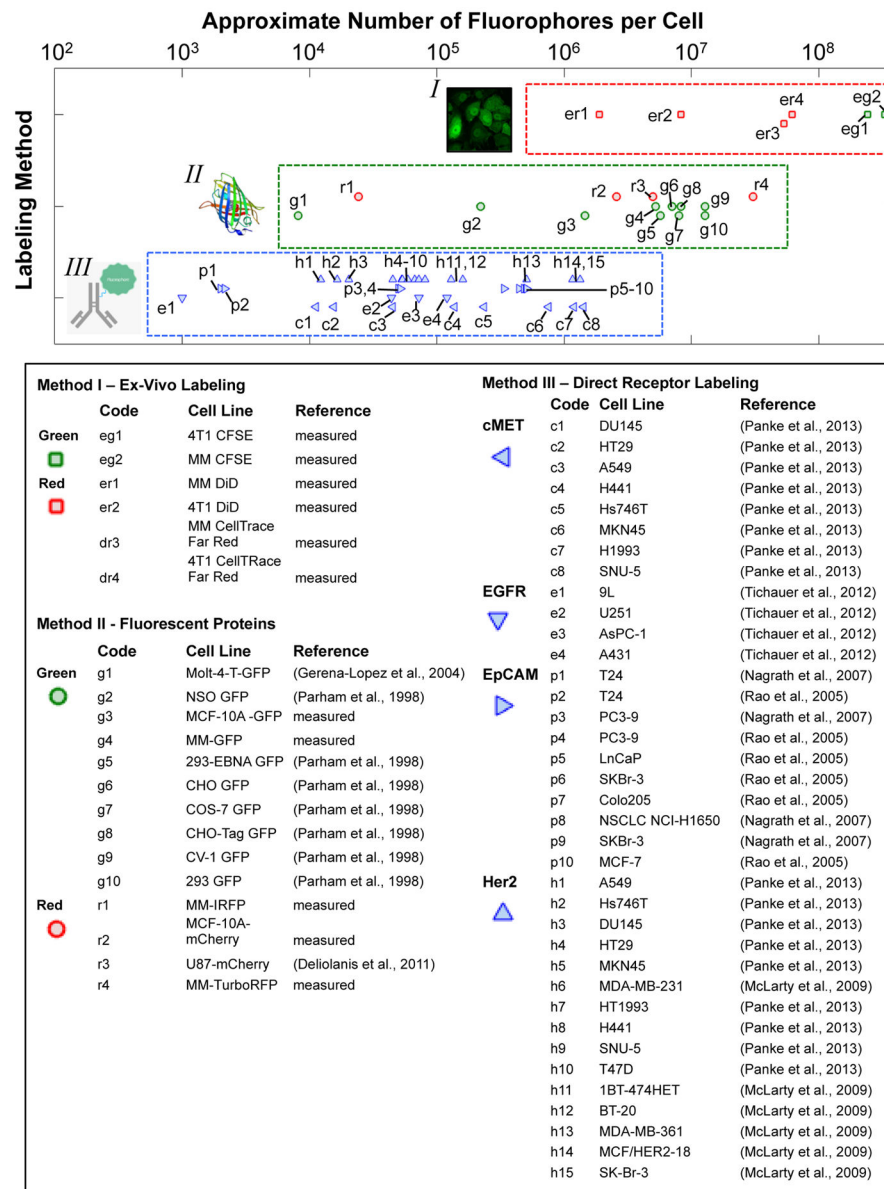 Approximate Number of Fluorophores per Cell
10² 10³ 10⁴ 10⁵ 10⁶ 10⁷ 10⁸
Labeling Method
I
er1 er2 er4 eg2
er3 eg1
II
g1 r1 r2 r3 g6 g8 g9 r4
g2 g3 g4 g5 g7 g10
III
h1 h2 h3 h4-10 h11,12 h13 h14,15
p1 p3,4 p5-10
e1 p2 e2 e3 e4
c1 c2 c3 c4 c5 c6 c7 c8
Method I – Ex-Vivo Labeling
Code Cell Line Reference
Green eg1 4T1 CFSE measured
eg2 MM CFSE measured
Red er1 MM DiD measured
er2 4T1 DiD measured
MM CellTrace
dr3 Far Red measured
4T1 CellTRace
dr4 Far Red measured
Method II - Fluorescent Proteins
Code Cell Line Reference
Green g1 Molt-4-T-GFP (Gerena-Lopez et al., 2004)
g2 NSO GFP (Parham et al., 1998)
g3 MCF-10A -GFP measured
g4 MM-GFP measured
g5 293-EBNA GFP (Parham et al., 1998)
g6 CHO GFP (Parham et al., 1998)
g7 COS-7 GFP (Parham et al., 1998)
g8 CHO-Tag GFP (Parham et al., 1998)
g9 CV-1 GFP (Parham et al., 1998)
g10 293 GFP (Parham et al., 1998)
Red r1 MM-IRFP measured
MCF-10A-
r2 mCherry measured
r3 U87-mCherry (Deliolanis et al., 2011)
r4 MM-TurboRFP measured
Method III – Direct Receptor Labeling
Code Cell Line Reference
cMET c1 DU145 (Panke et al., 2013)
c2 HT29 (Panke et al., 2013)
c3 A549 (Panke et al., 2013)
c4 H441 (Panke et al., 2013)
c5 Hs746T (Panke et al., 2013)
c6 MKN45 (Panke et al., 2013)
c7 H1993 (Panke et al., 2013)
c8 SNU-5 (Panke et al., 2013)
EGFR e1 9L (Tichauer et al., 2012)
e2 U251 (Tichauer et al., 2012)
e3 AsPC-1 (Tichauer et al., 2012)
e4 A431 (Tichauer et al., 2012)
EpCAM p1 T24 (Nagrath et al., 2007)
p2 T24 (Rao et al., 2005)
p3 PC3-9 (Nagrath et al., 2007)
p4 PC3-9 (Rao et al., 2005)
p5 LnCaP (Rao et al., 2005)
p6 SKBr-3 (Rao et al., 2005)
p7 Colo205 (Rao et al., 2005)
p8 NSCLC NCI-H1650 (Nagrath et al., 2007)
p9 SKBr-3 (Nagrath et al., 2007)
p10 MCF-7 (Rao et al., 2005)
Her2 h1 A549 (Panke et al., 2013)
h2 Hs746T (Panke et al., 2013)
h3 DU145 (Panke et al., 2013)
h4 HT29 (Panke et al., 2013)
h5 MKN45 (Panke et al., 2013)
h6 MDA-MB-231 (McLarty et al., 2009)
h7 HT1993 (Panke et al., 2013)
h8 H441 (Panke et al., 2013)
h9 SNU-5 (Panke et al., 2013)
h10 T47D (Panke et al., 2013)
h11 1BT-474HET (McLarty et al., 2009)
h12 BT-20 (McLarty et al., 2009)
h13 MDA-MB-361 (McLarty et al., 2009)
h14 MCF/HER2-18 (McLarty et al., 2009)
h15 SK-Br-3 (McLarty et al., 2009)